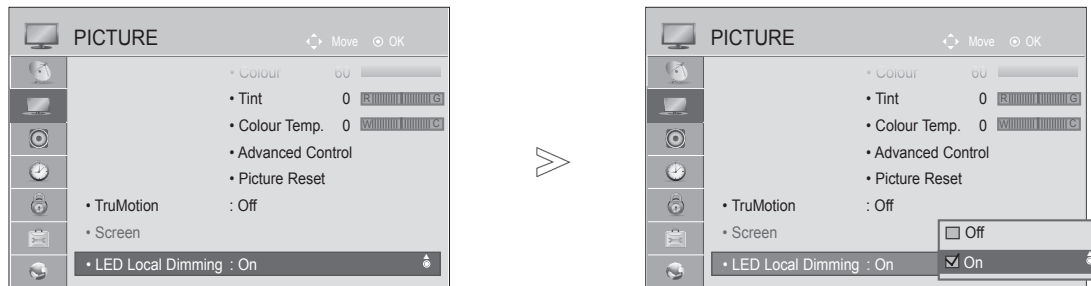 PICTURE Move OK
• Colour 60
• Tint 0 R G
• Colour Temp. 0 W C
• Advanced Control
• Picture Reset
• TruMotion : Off
• Screen
• LED Local Dimming : On
PICTURE Move OK
• Colour 60
• Tint 0 R G
• Colour Temp. 0 W C
• Advanced Control
• Picture Reset
• TruMotion : Off
• Screen
Off
• LED Local Dimming : On
On